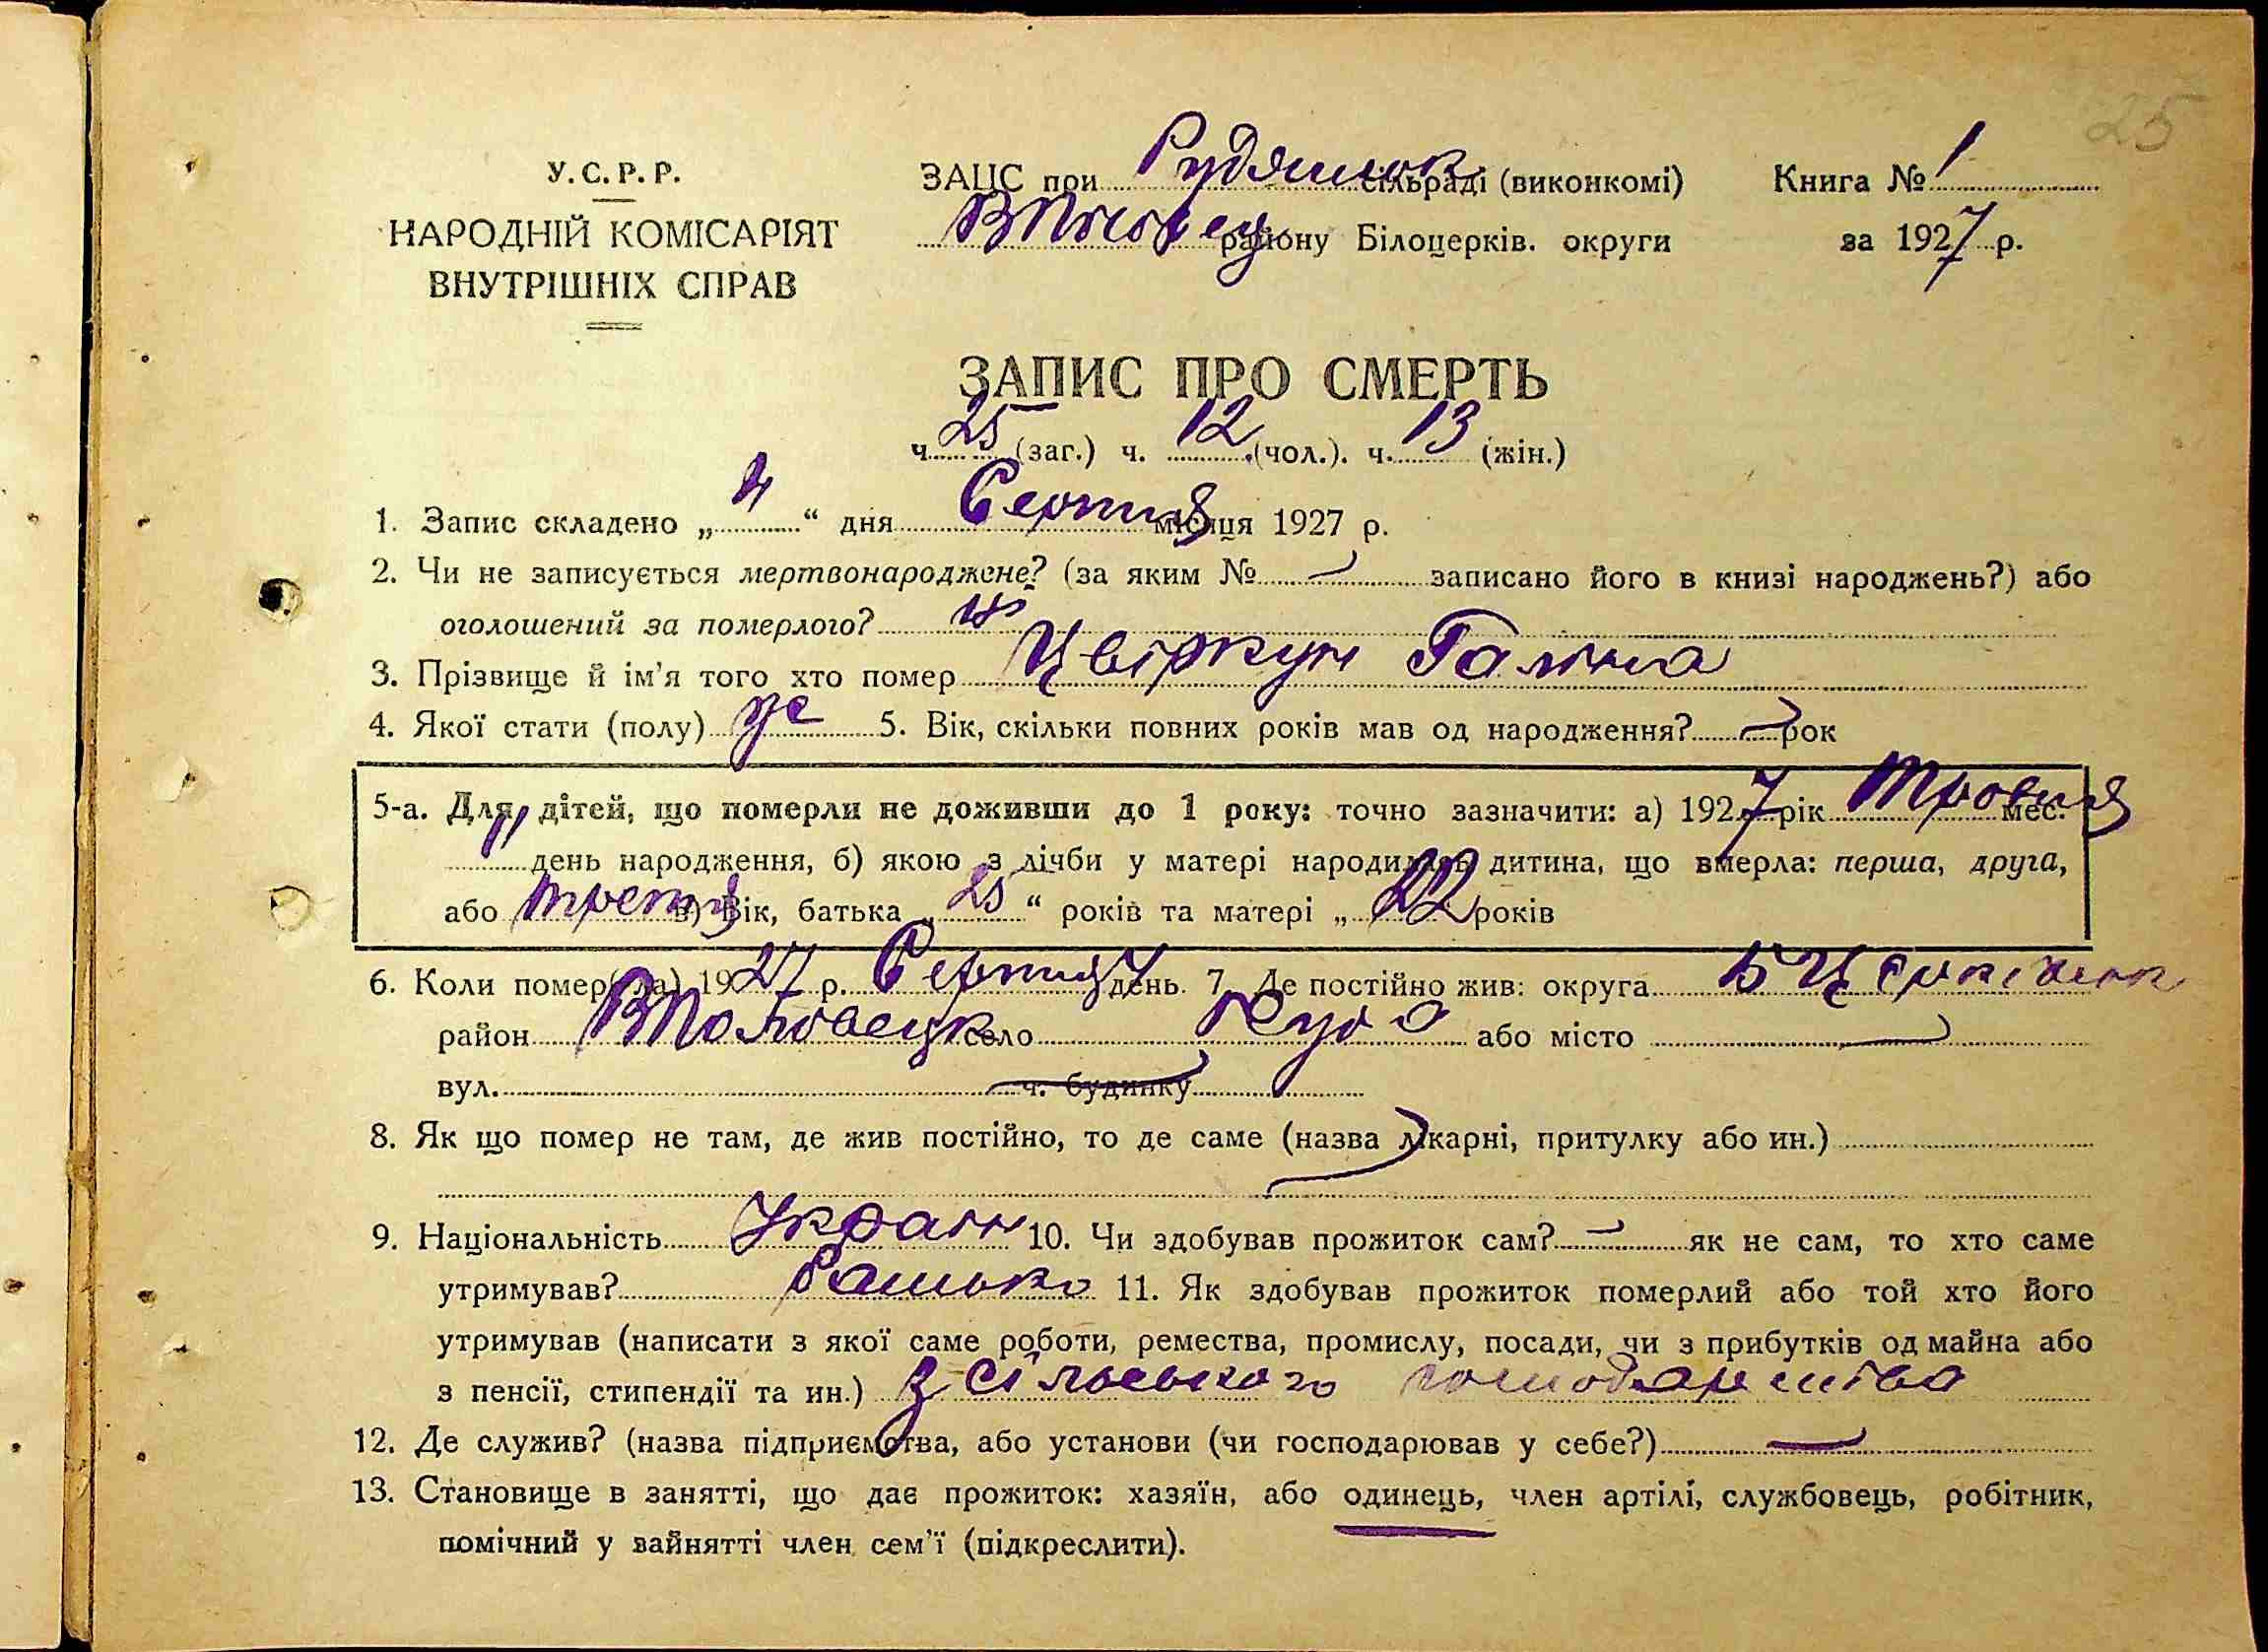 25
У. С. Р. Р.
НАРОДНІЙ КОМІСАРІЯТ
ВНУТРІШНІХ СПРАВ
ЗАЦС при Рудянськ сільраді (виконкомі) Книга № 1
району Білоцерків. округи за 1927 р.
ЗАПИС ПРО СМЕРТЬ
ч. 25 (заг.) ч. 12 (чол.). ч. 13 (жін.)
1. Запис складено „ 4 “ дня Серпня місяця 1927 р.
2. Чи не записується мертвонароджене? (за яким № — записано його в книзі народжень?) або
оголошений за померлого? ні
3. Прізвище й ім’я того хто помер Цвіркун Галіна
4. Якої стати (полу) ж 5. Вік, скільки повних років мав од народження? — рок
5-а. Для дітей, що померли не доживши до 1 року: точно зазначити: а) 1927 рік Травня мес.
11 день народження, б) якою з лічби у матері народилась дитина, що вмерла: перша, друга,
або третя в) Вік, батька „ 25 “ років та матері „ 22 років
6. Коли помер(ла) 1927 р. Серпня день. 7. Де постійно жив: округа Б Церківськ
район село Руда або місто —
вул. ч. будинку
8. Як що помер не там, де жив постійно, то де саме (назва лікарні, притулку або ин.)
9. Національність Україн 10. Чи здобував прожиток сам? — як не сам, то хто саме
утримував? батько 11. Як здобував прожиток померлий або той хто його
утримував (написати з якої саме роботи, ремества, промислу, посади, чи з прибутків од майна або
з пенсії, стипендії та ин.) З сільського господарства
12. Де служив? (назва підприємства, або установи (чи господарював у себе?) —
13. Становище в занятті, що дає прожиток: хазяїн, або одинець, член артілі, службовець, робітник,
помічний у зайнятті член сем’ї (підкреслити).